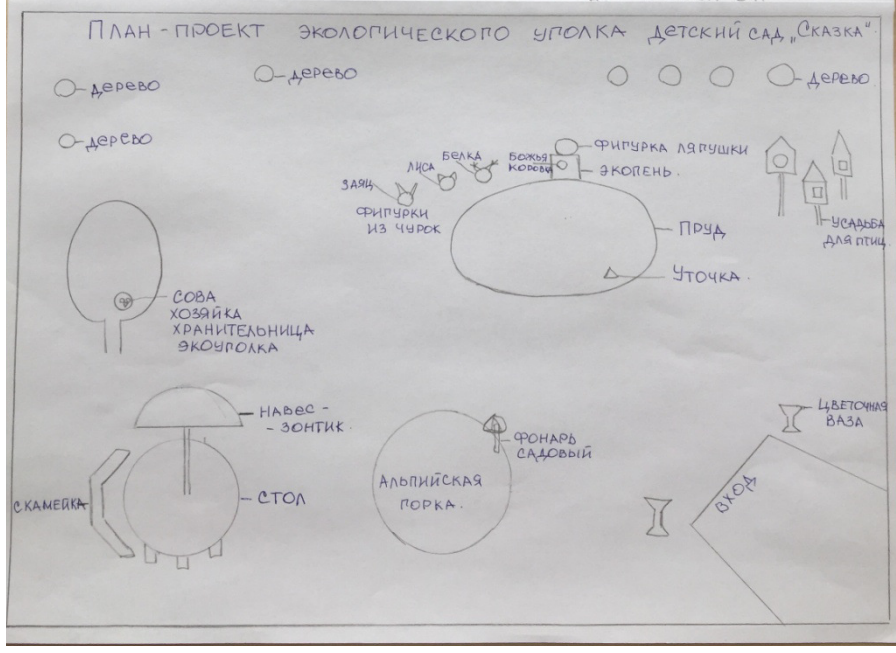 ПЛАН-ПРОЕКТ ЭКОЛОГИЧЕСКОГО УГОЛКА ДЕТСКИЙ САД „СКАЗКА"
ДЕРЕВО
ДЕРЕВО
ДЕРЕВО
ДЕРЕВО
ЗАЯЦ
ЛИСА
БЕЛКА
БОЖЬЯ
КОРОВКА
ФИГУРКА ЛЯГУШКИ
ЭКОПЕНЬ.
ФИГУРКИ
ИЗ ЧУРОК
ПРУД
УТОЧКА.
УСАДЬБА
ДЛЯ ПТИЦ
СОВА
ХОЗЯЙКА
ХРАНИТЕЛЬНИЦА
ЭКОУГОЛКА
НАВЕС-
-ЗОНТИК.
СКАМЕЙКА
СТОЛ
ФОНАРЬ
САДОВЫЙ
АЛЬПИЙСКАЯ
ГОРКА.
ЦВЕТОЧНАЯ
ВАЗА
ВХОД